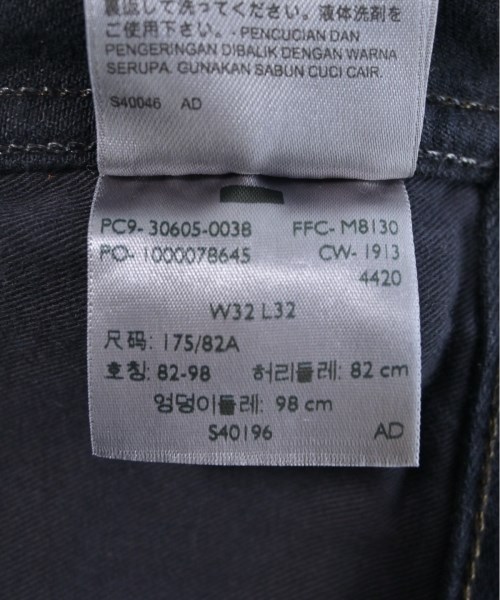 裏返して洗ってください。液体洗剤を
ご使用ください。- PENCUCIAN DAN
PENGERINGAN DIBALIK DENGAN WARNA
SERUPA. GUNAKAN SABUN CUCI CAIR.
S40046 AD
PC9- 30605-0038 FFC- M8130
PO- 1000078645 CW- 1913
4420
W32 L32
尺码: 175/82A
호칭: 82-98 허리둘레: 82 cm
엉덩이둘레: 98 cm
S40196 AD